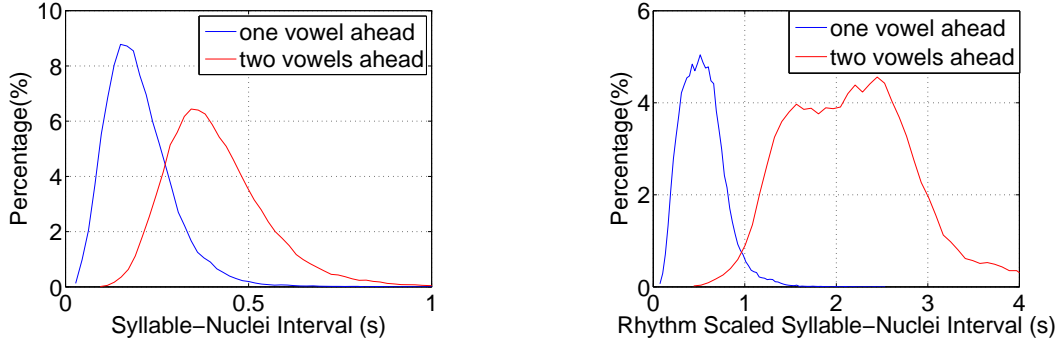 10
8
6
4
2
0
Percentage(%)
one vowel ahead
two vowels ahead
0
0.5
1
Syllable−Nuclei Interval (s)
6
4
2
0
Percentage(%)
one vowel ahead
two vowels ahead
0
1
2
3
4
Rhythm Scaled Syllable−Nuclei Interval (s)